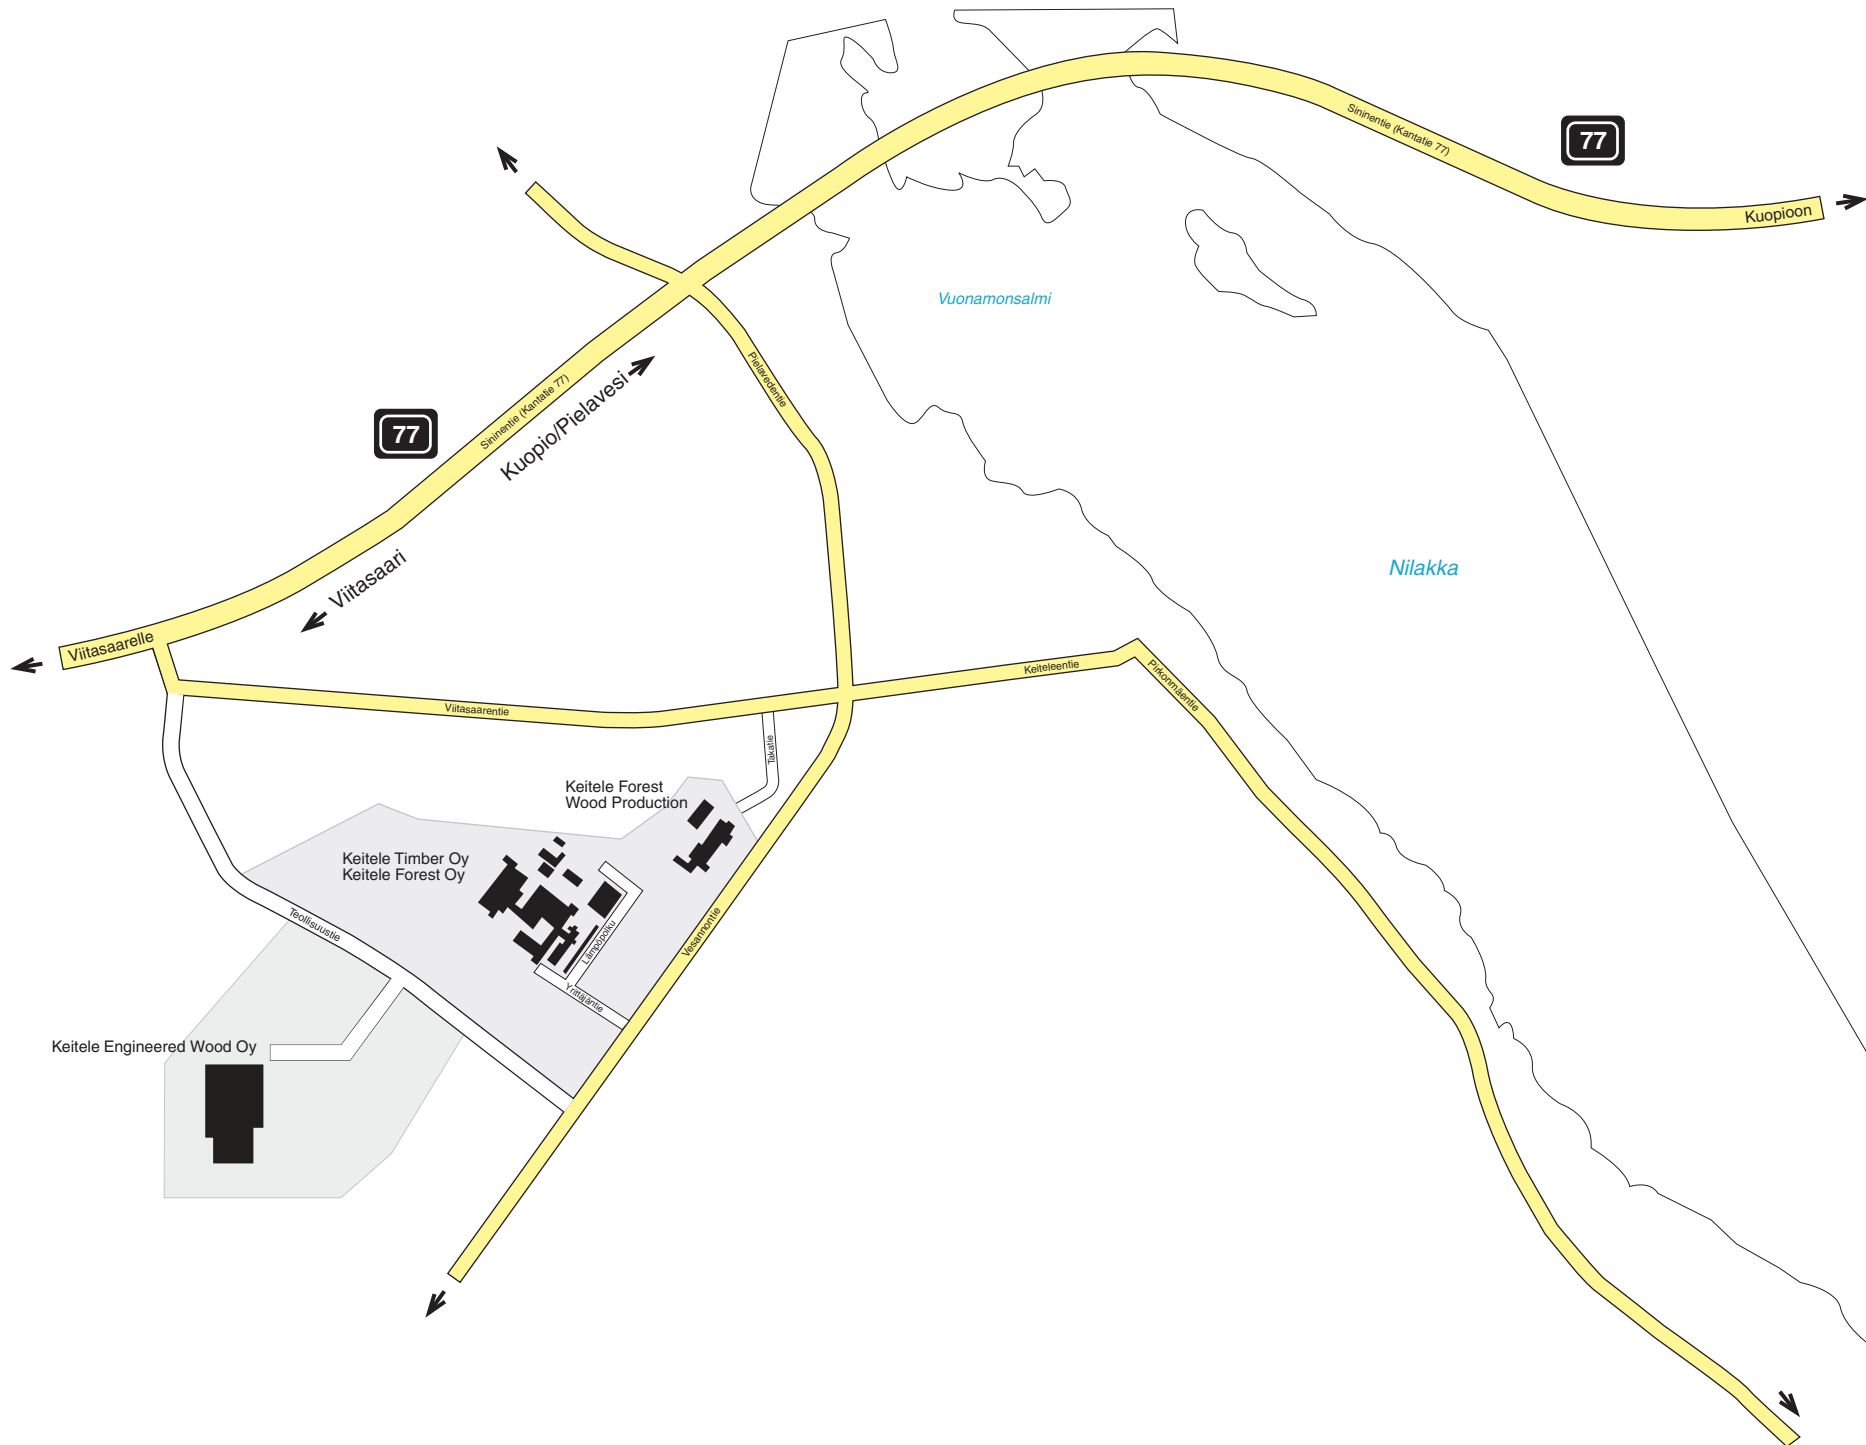 Sininentie (Kantatie 77)
77
Kuopioon
Vuonamonsalmi
Pielavedentie
Sininentie (Kantatie 77)
Kuopio/Pielavesi
77
Viitasaari
Nilakka
Viitasaarelle
Keiteleentie
Pirkonmäentie
Viitasaarentie
Takatie
Keitele Forest
Wood Production
Keitele Timber Oy
Keitele Forest Oy
Teollisuustie
Lämpöpolku
Vesannontie
Yrittäjäntie
Keitele Engineered Wood Oy